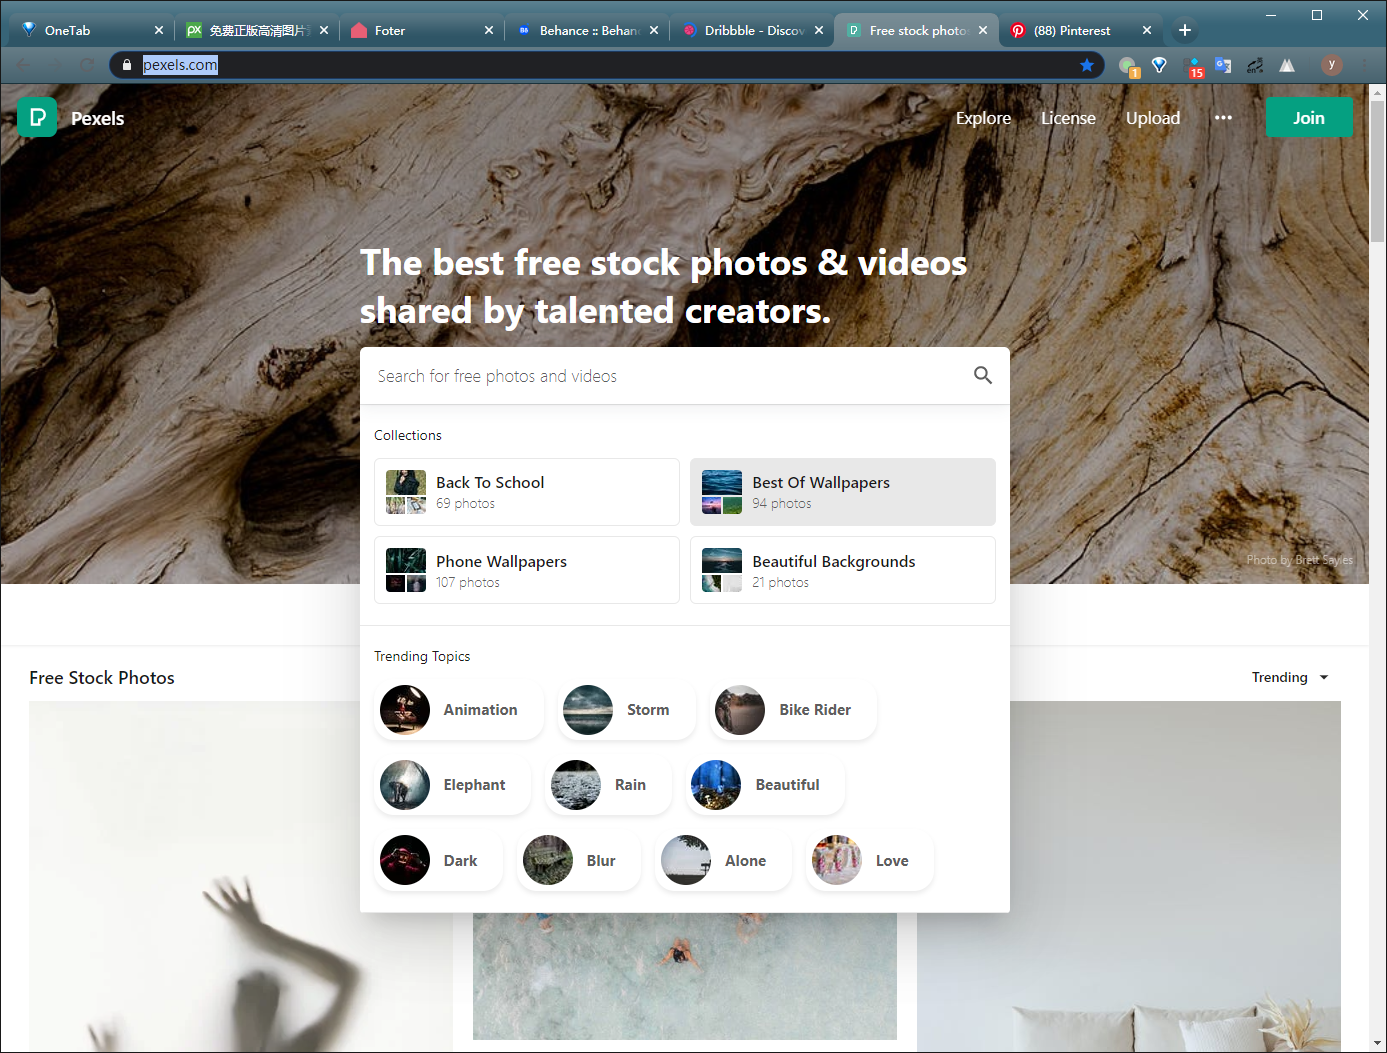 OneTab
免费正版高清图片
Foter
Behance :: Behan
Dribbble - Discov
Free stock photo
(88) Pinterest
pexels.com
1
15
en
y
Pexels
Explore
License
Upload
Join
The best free stock photos & videos
shared by talented creators.
Search for free photos and videos
Collections
Back To School
69 photos
Best Of Wallpapers
94 photos
Phone Wallpapers
107 photos
Beautiful Backgrounds
21 photos
Photo by Brett Sayles
Trending Topics
Free Stock Photos
Trending
Animation
Storm
Bike Rider
Elephant
Rain
Beautiful
Dark
Blur
Alone
Love